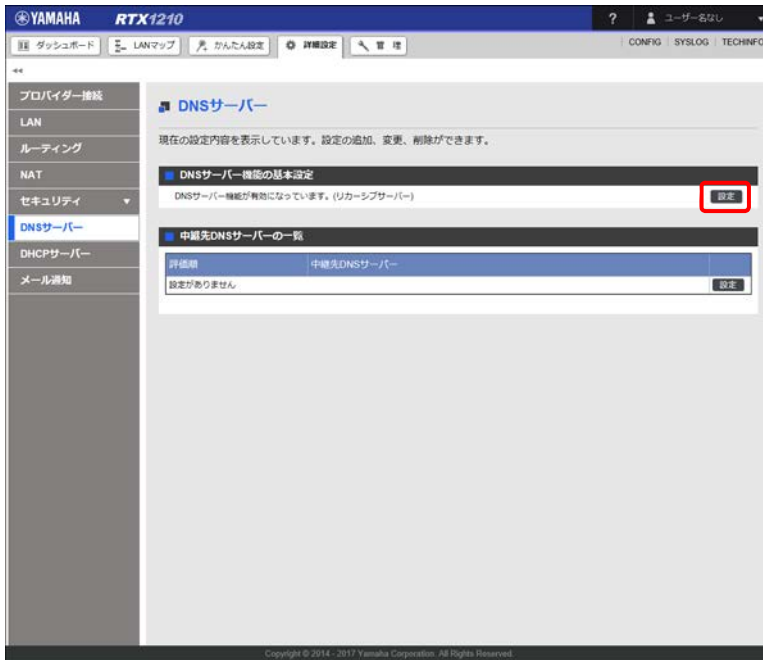 YAMAHA RTX1210 ? ユーザー名なし
ダッシュボード LANマップ かんたん設定 詳細設定 管理 CONFIG SYSLOG TECHINFO
プロバイダー接続
LAN
ルーティング
NAT
セキュリティ
DNSサーバー
DHCPサーバー
メール通知
DNSサーバー
現在の設定内容を表示しています。設定の追加、変更、削除ができます。
DNSサーバー機能の基本設定
DNSサーバー機能が有効になっています。(リカーシブサーバー) 設定
中継先DNSサーバーの一覧
評価順 中継先DNSサーバー
設定がありません 設定
Copyright © 2014 - 2017 Yamaha Corporation. All Rights Reserved.